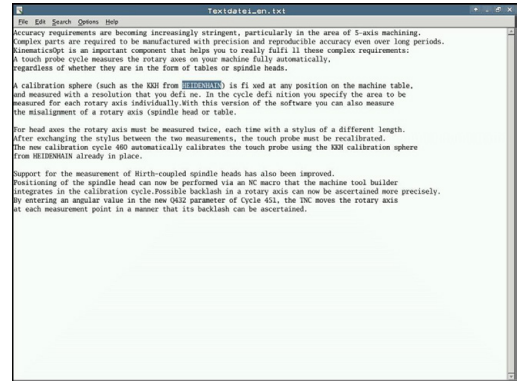 Textdatei_en.txt
File Edit Search Options Help
Accuracy requirements are becoming increasingly stringent, particularly in the area of 5-axis machining.
Complex parts are required to be manufactured with precision and reproducible accuracy even over long periods.
KinematicsOpt is an important component that helps you to really fulfi ll these complex requirements:
A touch probe cycle measures the rotary axes on your machine fully automatically,
regardless of whether they are in the form of tables or spindle heads.
A calibration sphere (such as the KKH from HEIDENHAIN) is fi xed at any position on the machine table,
and measured with a resolution that you defi ne. In the cycle defi nition you specify the area to be
measured for each rotary axis individually.With this version of the software you can also measure
the misalignment of a rotary axis (spindle head or table.
For head axes the rotary axis must be measured twice, each time with a stylus of a different length.
After exchanging the stylus between the two measurements, the touch probe must be recalibrated.
The new calibration cycle 460 automatically calibrates the touch probe using the KKH calibration sphere
from HEIDENHAIN already in place.
Support for the measurement of Hirth-coupled spindle heads has also been improved.
Positioning of the spindle head can now be performed via an NC macro that the machine tool builder
integrates in the calibration cycle.Possible backlash in a rotary axis can now be ascertained more precisely.
By entering an angular value in the new Q432 parameter of Cycle 451, the TNC moves the rotary axis
at each measurement point in a manner that its backlash can be ascertained.